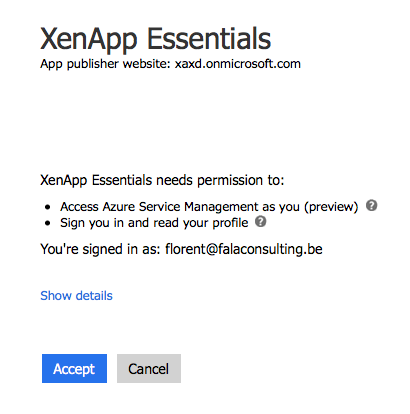 XenApp Essentials
App publisher website: xaxd.onmicrosoft.com
XenApp Essentials needs permission to:
• Access Azure Service Management as you (preview) ?
• Sign you in and read your profile ?
You're signed in as: florent@falaconsulting.be
Show details
Accept Cancel